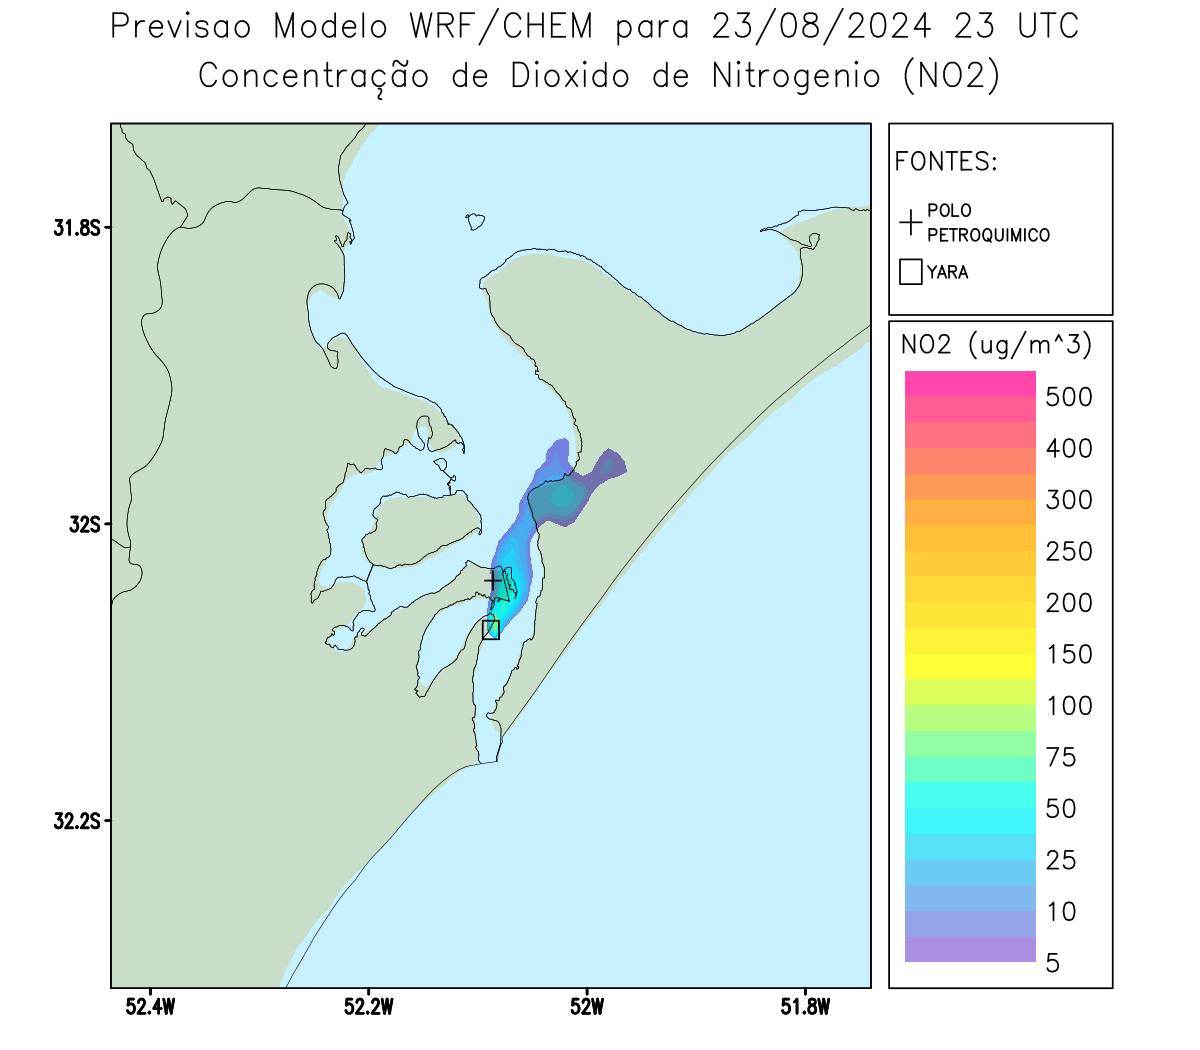 Previsao Modelo WRF/CHEM para 23/08/2024 23 UTC
Concentração de Dioxido de Nitrogenio (NO2)
FONTES:
POLO
PETROQUIMICO
YARA
NO2 (ug/m^3)
500
400
300
250
200
150
100
75
50
25
10
5
31.8S
32S
32.2S
52.4W
52.2W
52W
51.8W